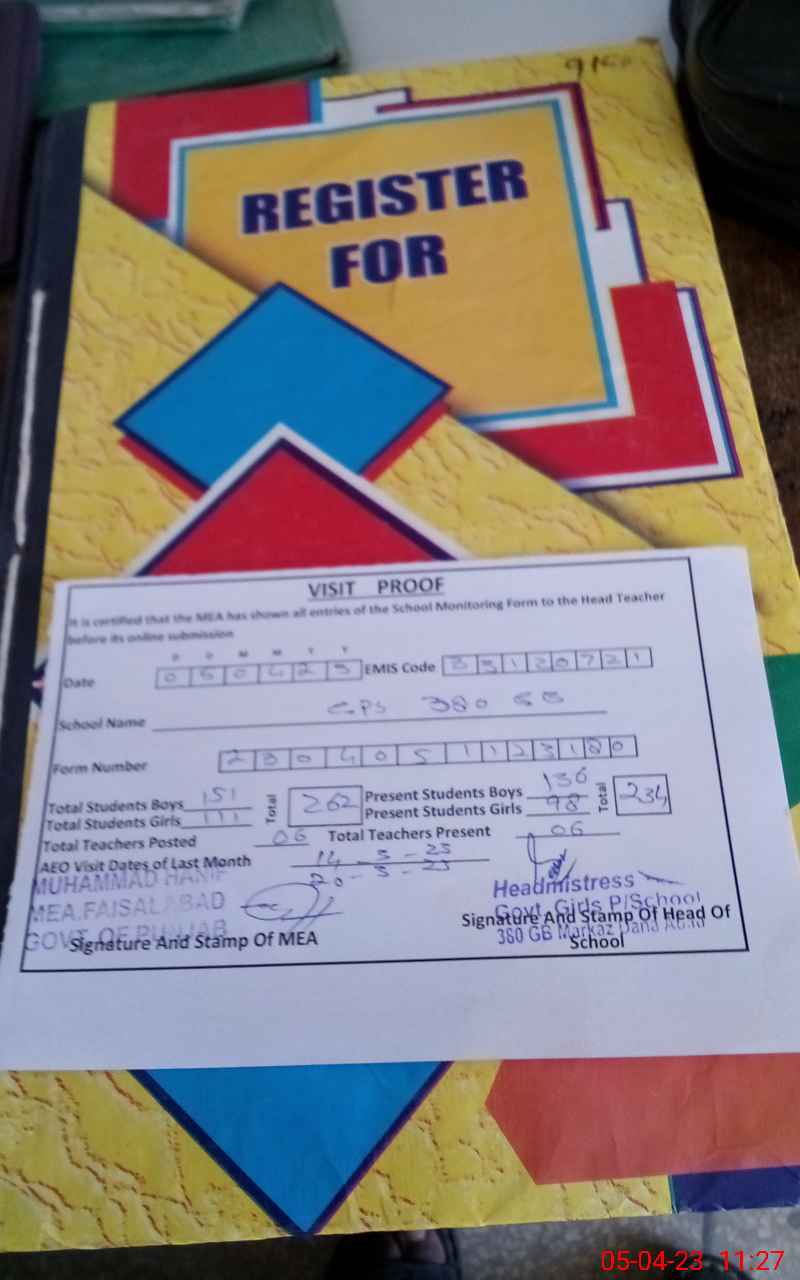 REGISTER
FOR
VISIT PROOF
It is certified that the MEA has shown all entries of the School Monitoring Form to the Head Teacher
before its online submission
D D M M Y Y
Date 0 5 0 4 2 3 EMIS Code 3 3 1 2 0 7 2 1
School Name GPS 380 GB
Form Number 2 3 0 4 0 5 1 1 2 3 1 0
Total Students Boys 151 Total 262 Present Students Boys 136 Total 234
Total Students Girls 111 Present Students Girls 98
Total Teachers Posted 06 Total Teachers Present 06
AEO Visit Dates of Last Month 14-3-23
20-3-23
MUHAMMAD HANIF
MEA.FAISALABAD
GOVT. OF PUNJAB
Signature And Stamp Of MEA
Headmistress
Govt. Girls P/School
380 GB Markaz
Signature And Stamp Of Head Of
School
05-04-23 11:27